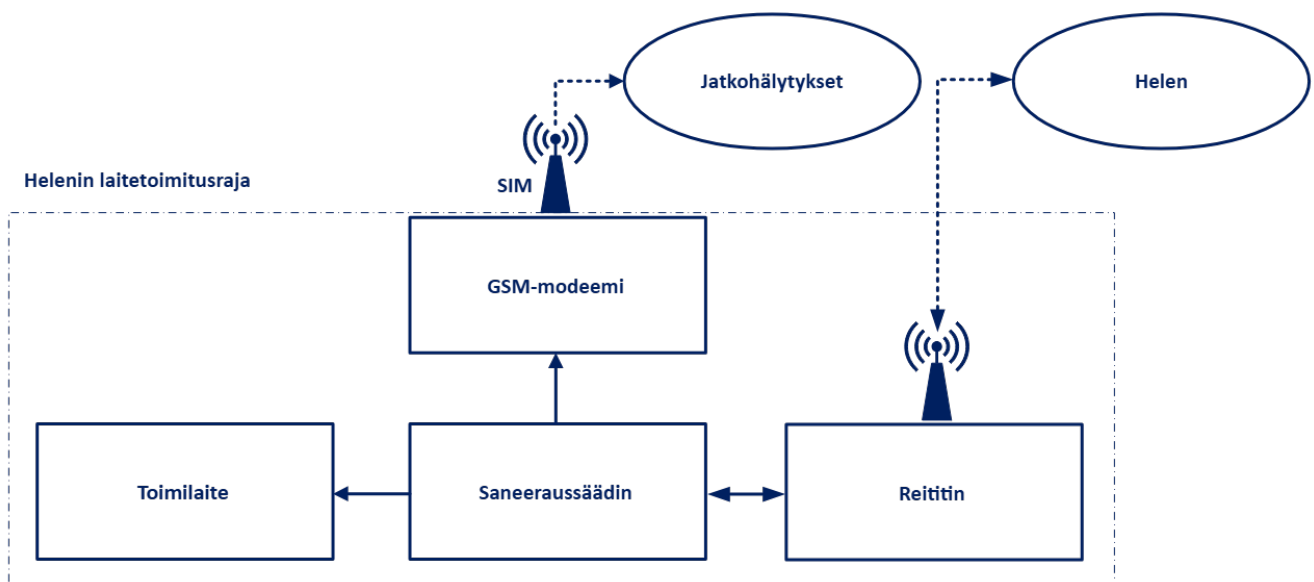 Jatkohälytykset
Helen
Helenin laitetoimitusraja
SIM
GSM-modeemi
Toimilaite
Saneeraussäädin
Reititin